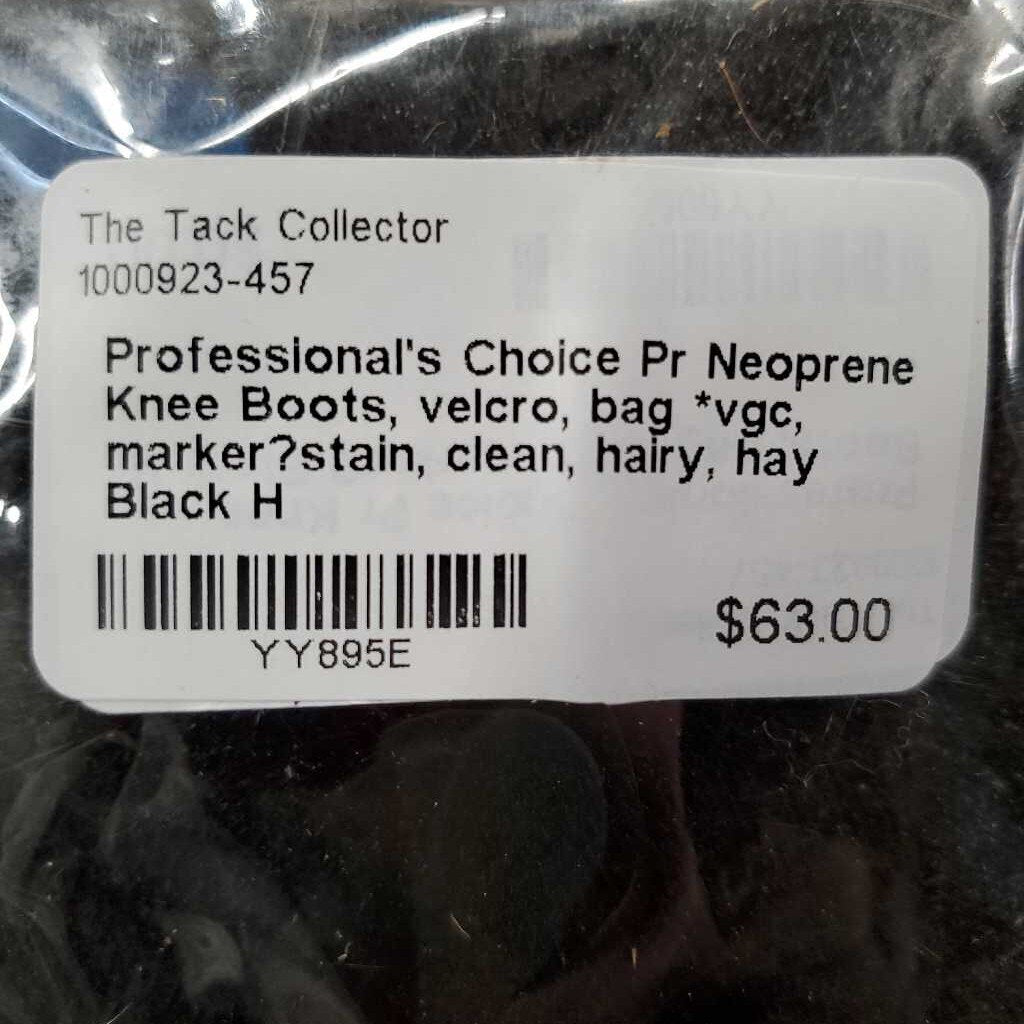 The Tack Collector
1000923-457
Professional's Choice Pr Neoprene
Knee Boots, velcro, bag *vgc,
marker?stain, clean, hairy, hay
Black H
YY895E
$63.00